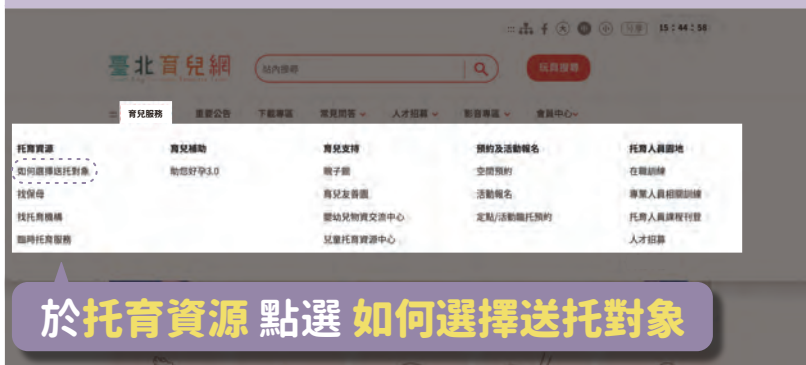 大 中 小 分享 15:44:58
臺北育兒網 站內搜尋 玩育搜尋
::: 育兒服務 重要公告 下載專區 常見問答 人才招募 影音專區 會員中心
托育資源 育兒補助 育兒支持 預約及活動報名 托育人員園地
如何選擇送托對象 助您好孕3.0 親子館 空間預約 在職訓練
找保母 育兒友善園 活動報名 專業人員相關訓練
找托育機構 嬰幼兒物資交流中心 定點/活動臨托預約 托育人員課程刊登
臨時托育服務 兒童托育資源中心 人才招募
於托育資源 點選 如何選擇送托對象